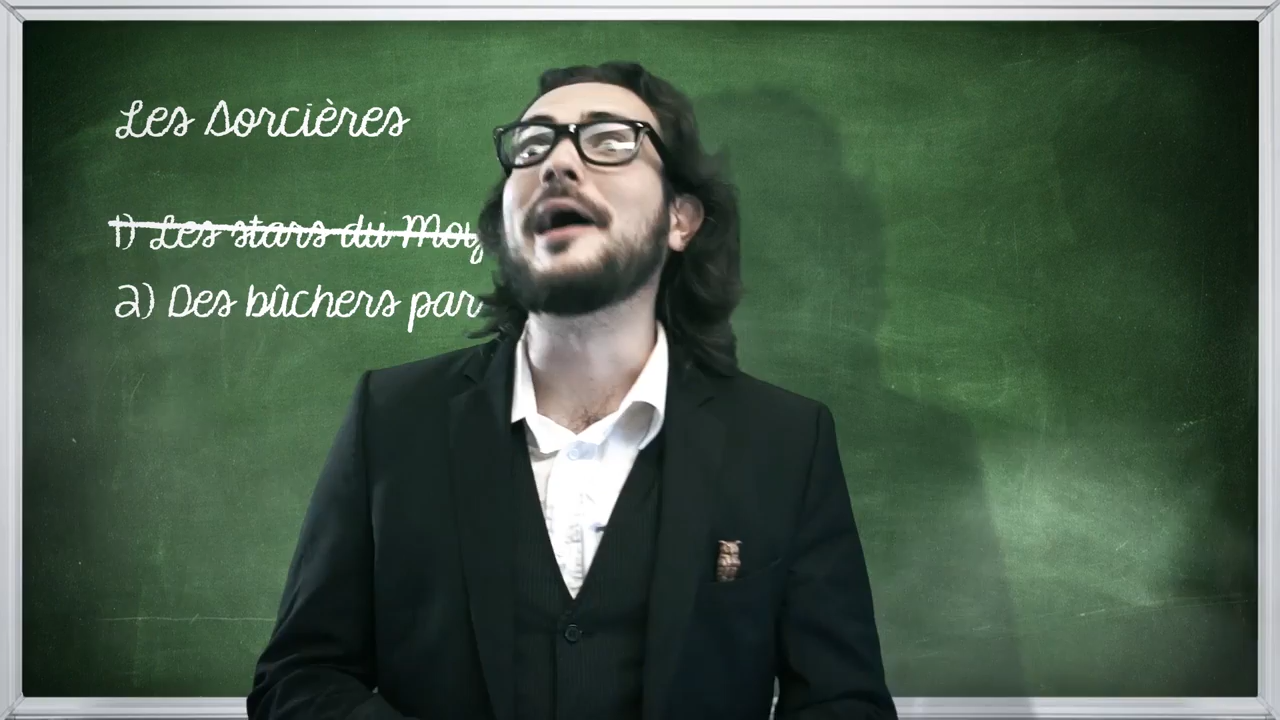 Les Sorcières
1) Les stars du
2) Des bûchers par